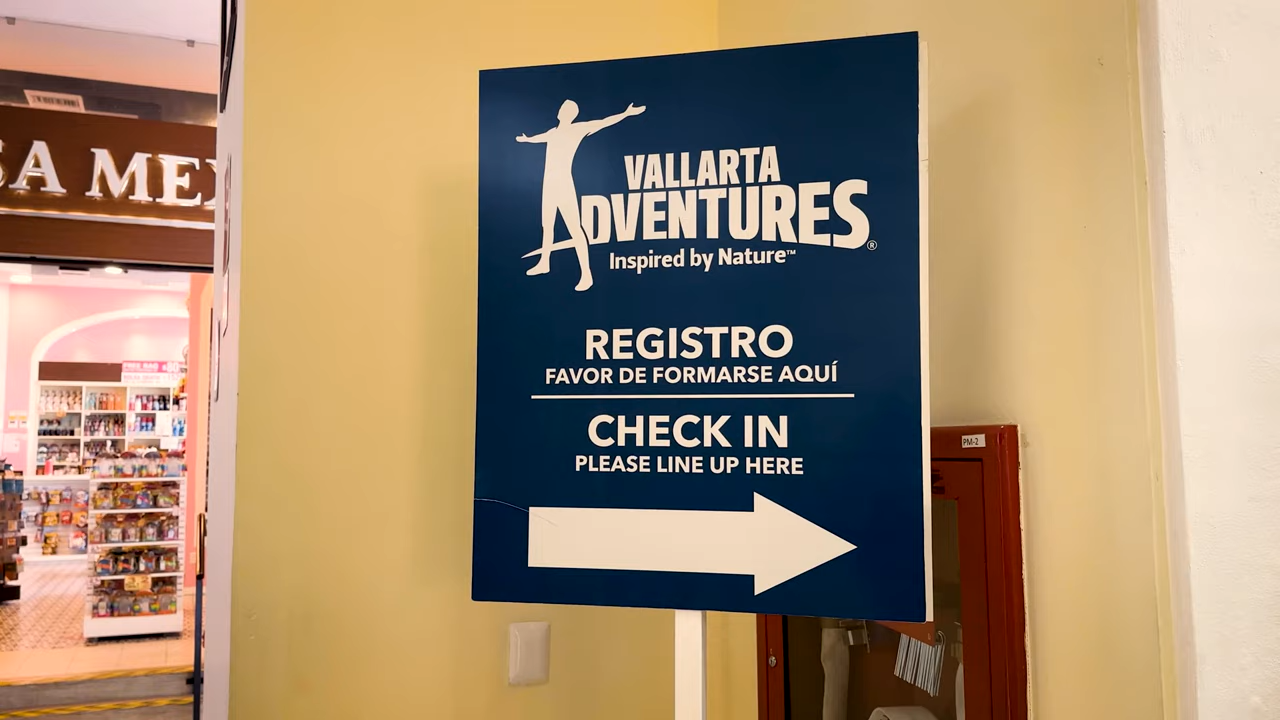 SA MEX
VALLARTA
ADVENTURES®
Inspired by Nature™
REGISTRO
FAVOR DE FORMARSE AQUÍ
CHECK IN
PLEASE LINE UP HERE
PM-2